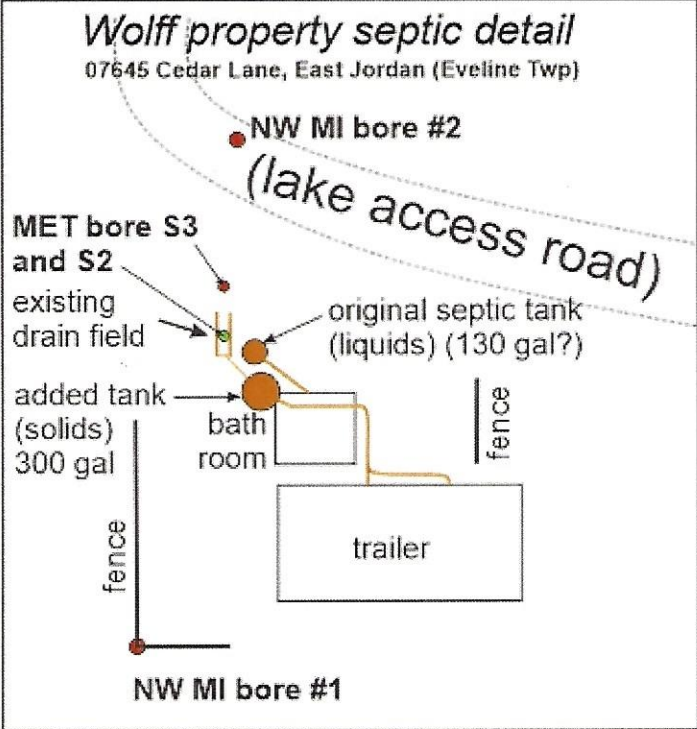 Wolff property septic detail
07645 Cedar Lane, East Jordan (Eveline Twp)
NW MI bore #2
(lake access road)
MET bore S3
and S2
existing
drain field
original septic tank
(liquids) (130 gal?)
added tank
(solids)
300 gal
bath
room
fence
fence
trailer
NW MI bore #1